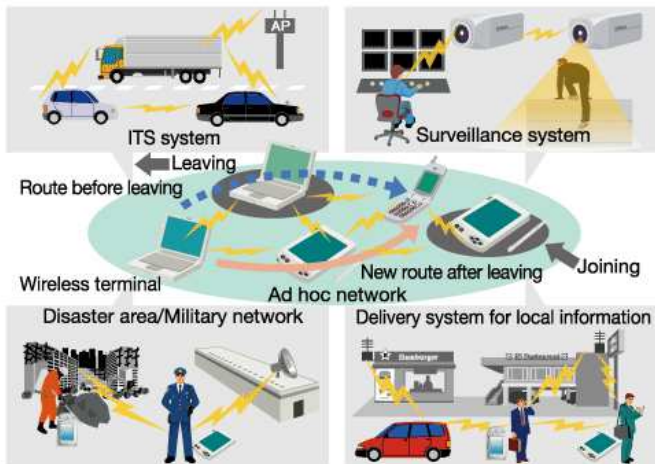 AP
ITS system
Surveillance system
Leaving
Route before leaving
Wireless terminal
New route after leaving
Joining
Ad hoc network
Disaster area/Military network
Delivery system for local information